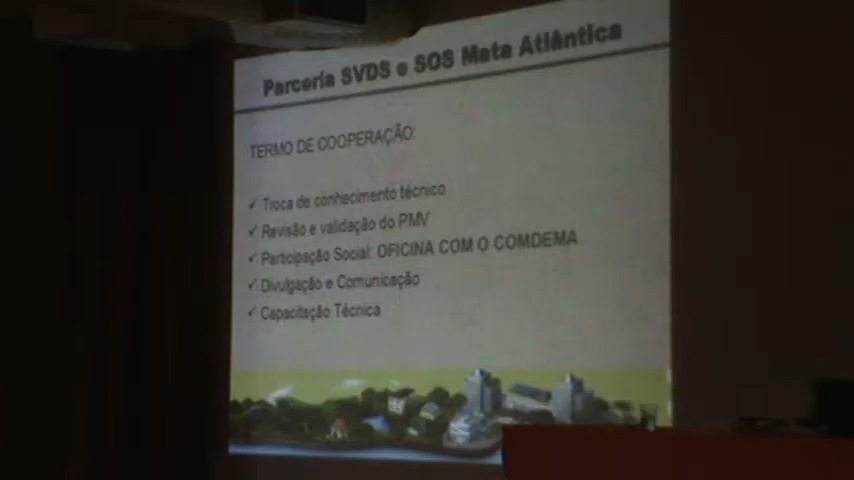 Parceria SVDS e SOS Mata Atlântica
TERMO DE COOPERAÇÃO:
✓ Troca de conhecimento técnico
✓ Revisão e validação do PMV
✓ Participação Social: OFICINA COM O COMDEMA
✓ Divulgação e Comunicação
✓ Capacitação Técnica